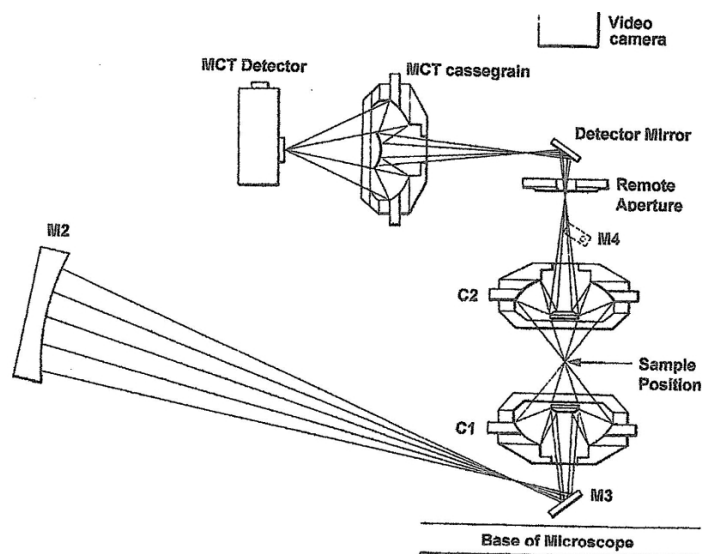 Video
camera
MCT Detector
MCT cassegrain
Detector Mirror
Remote
Aperture
M2
M4
C2
Sample
Position
C1
M3
Base of Microscope